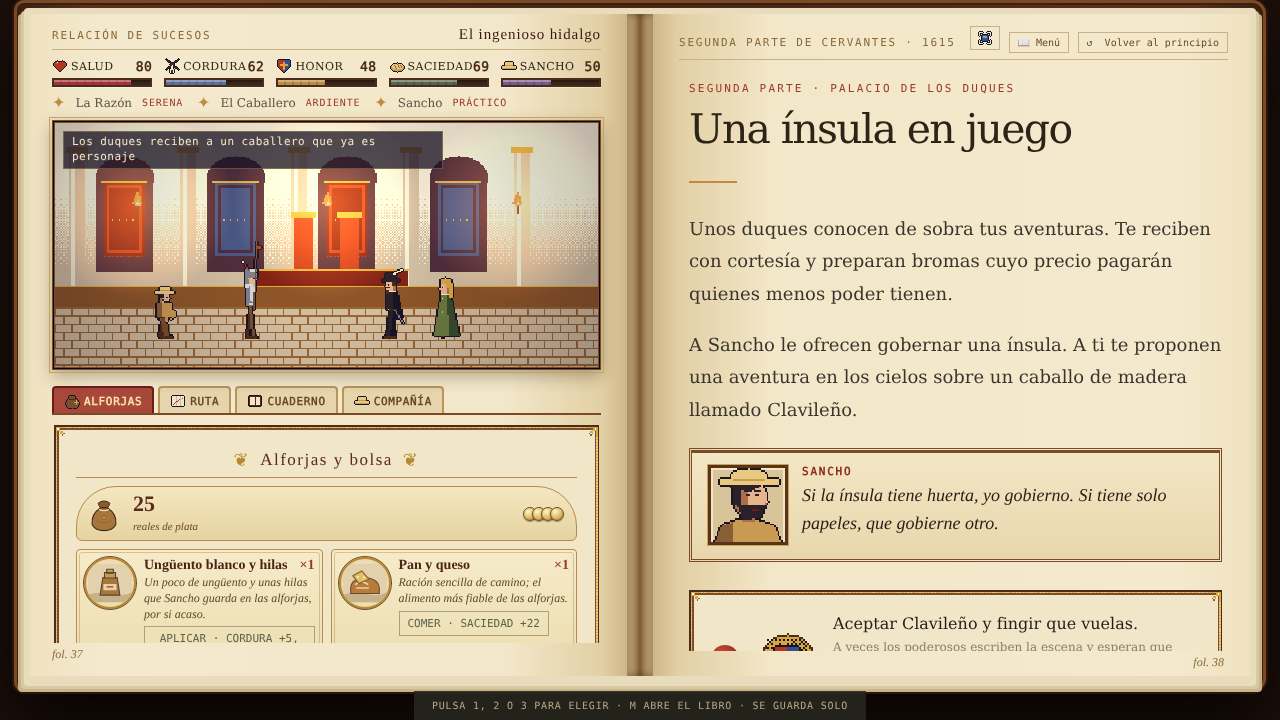 RELACIÓN DE SUCESOS
El ingenioso hidalgo
SALUD 80
CORDURA 62
HONOR 48
SACIEDAD 69
SANCHO 50
La Razón SERENA
El Caballero ARDIENTE
Sancho PRÁCTICO
Los duques reciben a un caballero que ya es
personaje
ALFORJAS
RUTA
CUADERNO
COMPAÑÍA
Alforjas y bolsa
25
reales de plata
Ungüento blanco y hilas ×1
Un poco de ungüento y unas hilas
que Sancho guarda en las alforjas,
por si acaso.
APLICAR · CORDURA +5,
Pan y queso ×1
Ración sencilla de camino; el
alimento más fiable de las alforjas.
COMER · SACIEDAD +22
fol. 37
SEGUNDA PARTE DE CERVANTES · 1615
Menú
↺ Volver al principio
SEGUNDA PARTE · PALACIO DE LOS DUQUES
Una ínsula en juego
Unos duques conocen de sobra tus aventuras. Te reciben
con cortesía y preparan bromas cuyo precio pagarán
quienes menos poder tienen.
A Sancho le ofrecen gobernar una ínsula. A ti te proponen
una aventura en los cielos sobre un caballo de madera
llamado Clavileño.
SANCHO
Si la ínsula tiene huerta, yo gobierno. Si tiene solo
papeles, que gobierne otro.
Aceptar Clavileño y fingir que vuelas.
A veces los poderosos escriben la escena y esperan que
fol. 38
PULSA 1, 2 O 3 PARA ELEGIR · M ABRE EL LIBRO · SE GUARDA SOLO